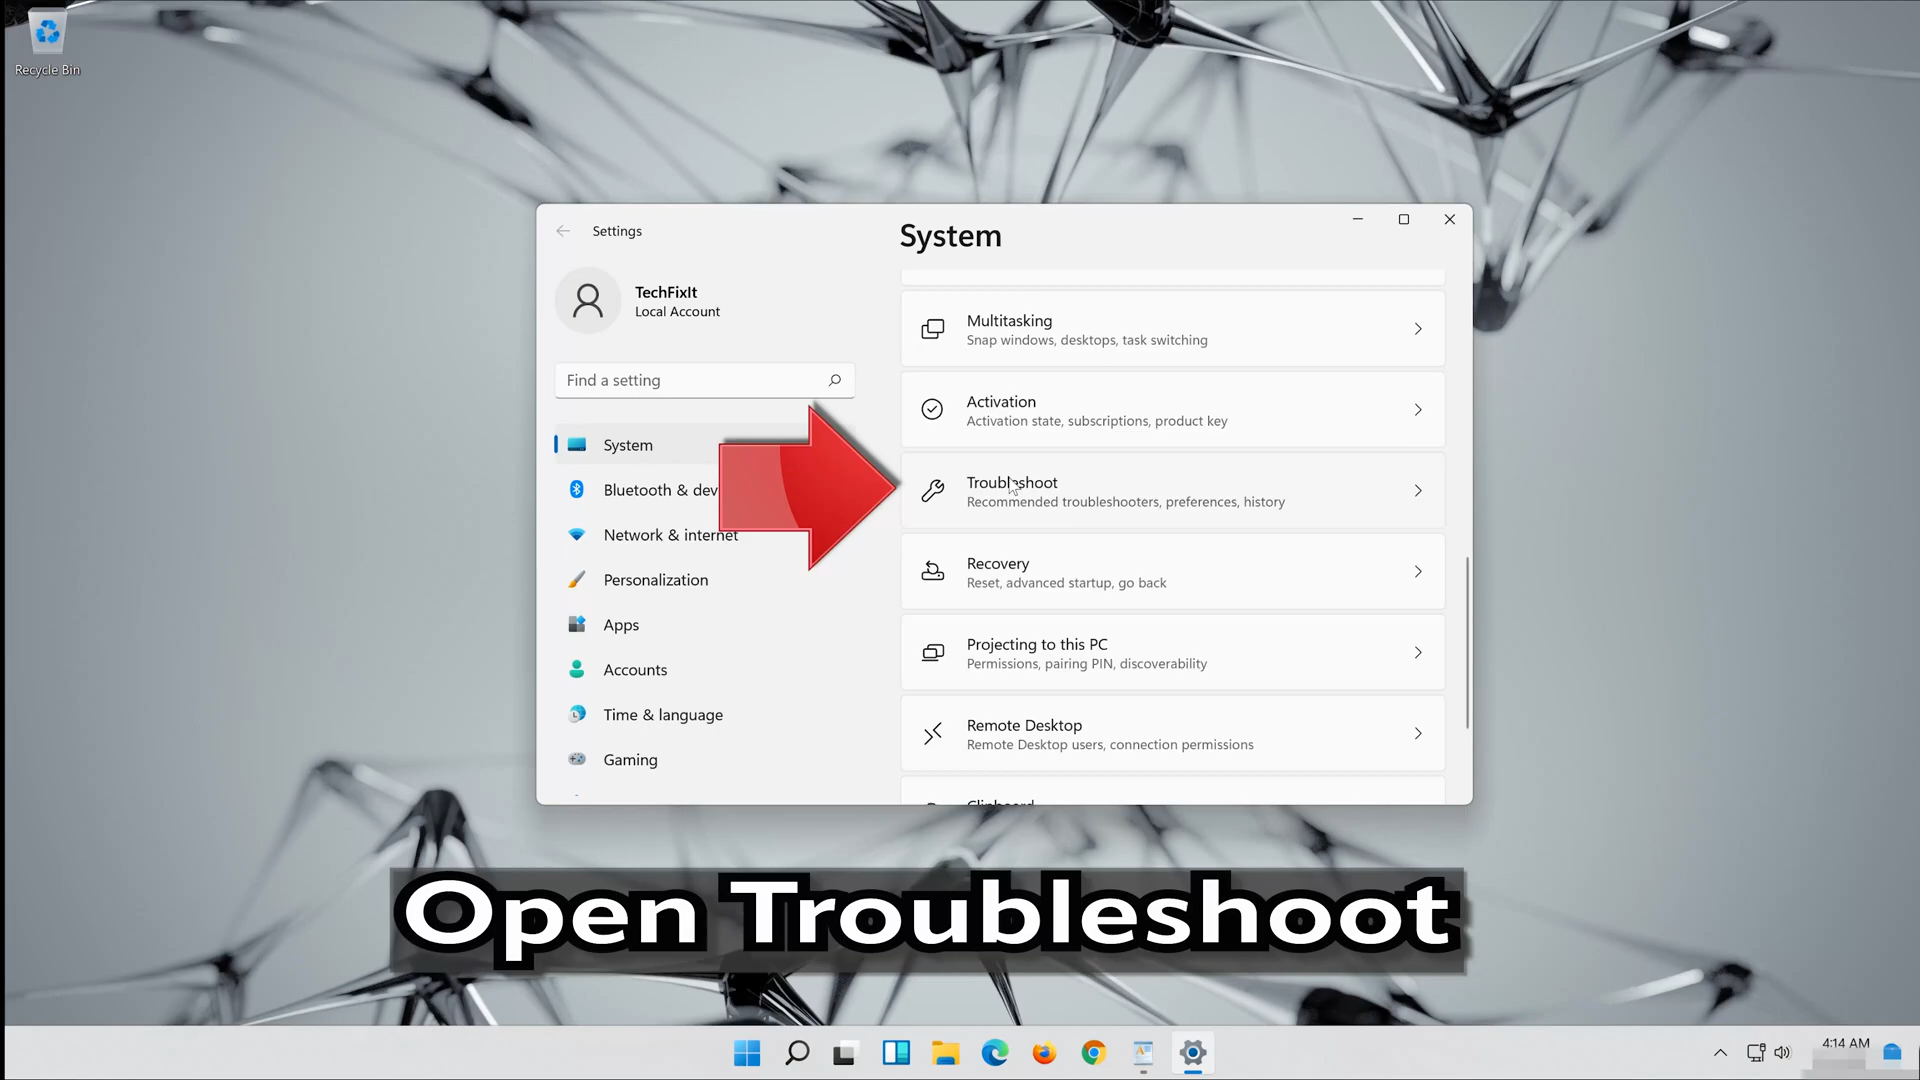 Recycle Bin
Settings
System
TechFixIt
Local Account
Find a setting
System
Bluetooth & dev
Network & internet
Personalization
Apps
Accounts
Time & language
Gaming
Multitasking
Snap windows, desktops, task switching
Activation
Activation state, subscriptions, product key
Troubleshoot
Recommended troubleshooters, preferences, history
Recovery
Reset, advanced startup, go back
Projecting to this PC
Permissions, pairing PIN, discoverability
Remote Desktop
Remote Desktop users, connection permissions
Clipboard
Open Troubleshoot
4:14 AM